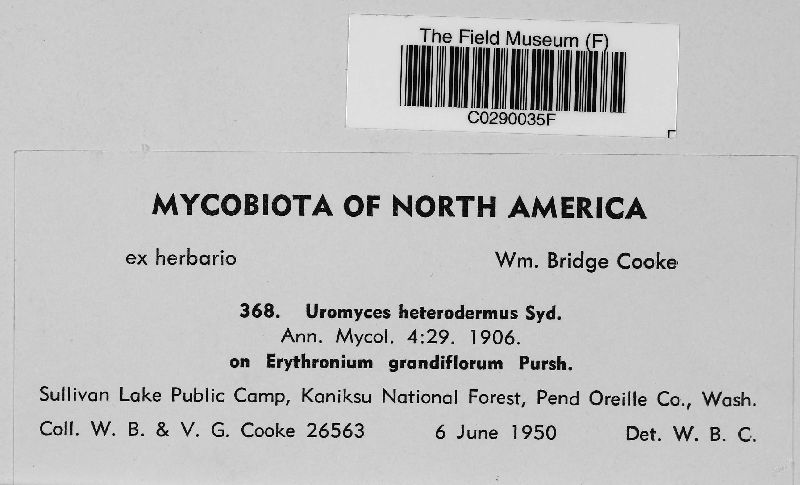 The Field Museum (F)
C0290035F
MYCOBIOTA OF NORTH AMERICA
ex herbario Wm. Bridge Cooke
368. Uromyces heterodermus Syd.
Ann. Mycol. 4:29. 1906.
on Erythronium grandiflorum Pursh.
Sullivan Lake Public Camp, Kaniksu National Forest, Pend Oreille Co., Wash.
Coll. W. B. & V. G. Cooke 26563 6 June 1950 Det. W. B. C.